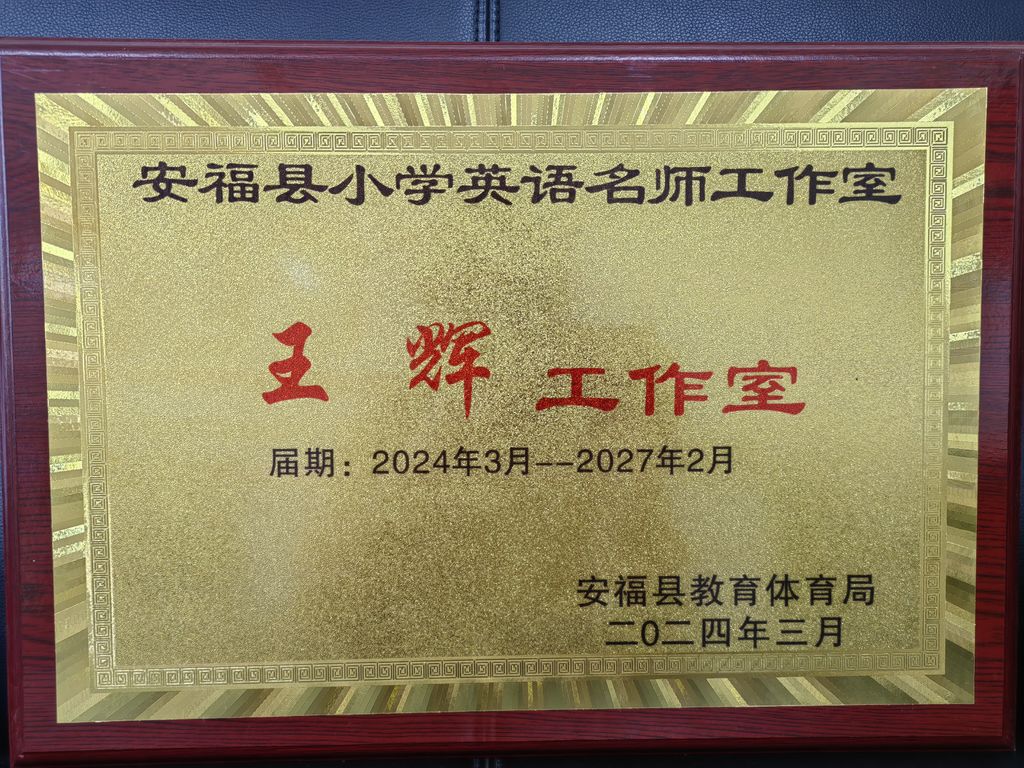 安福县小学英语名师工作室
王 辉 工作室
届期：2024年3月--2027年2月
安福县教育体育局
二0二四年三月